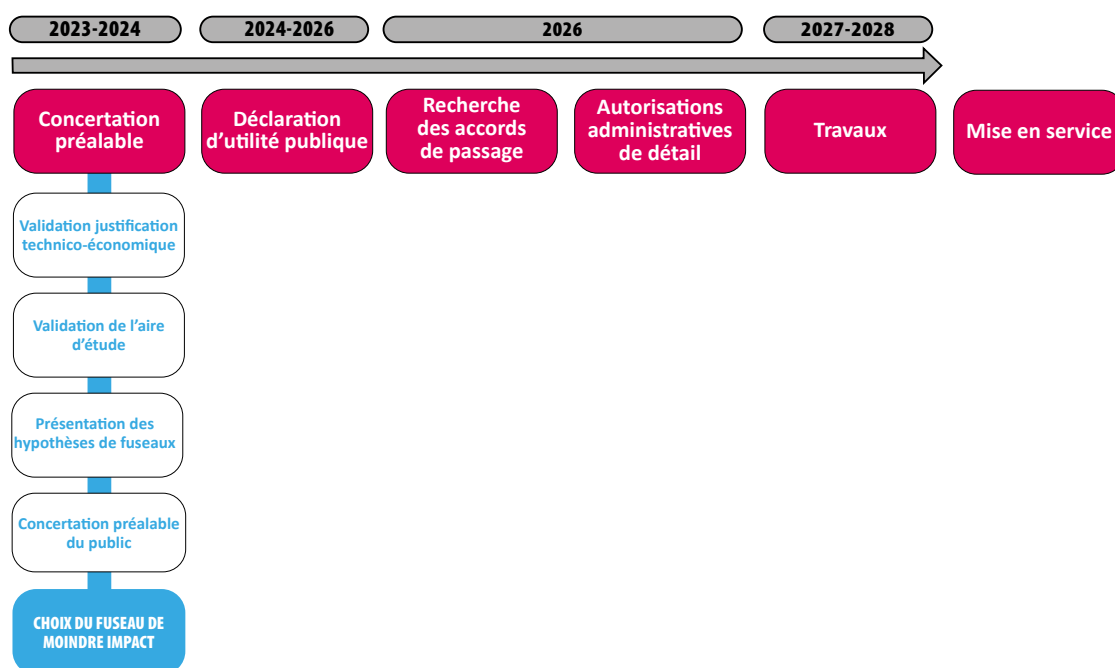 2023-2024
2024-2026
2026
2027-2028
Concertation
préalable
Déclaration
d'utilité publique
Recherche
des accords
de passage
Autorisations
administratives
de détail
Travaux
Mise en service
Validation justification
technico-économique
Validation de l'aire
d'étude
Présentation des
hypothèses de fuseaux
Concertation préalable
du public
CHOIX DU FUSEAU DE
MOINDRE IMPACT